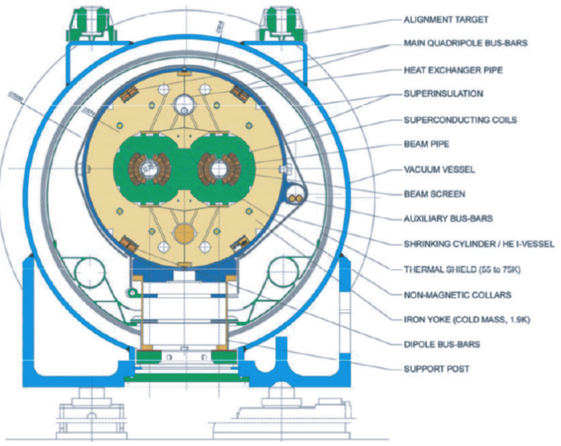 ALIGNMENT TARGET
MAIN QUADRIPOLE BUS-BARS
HEAT EXCHANGER PIPE
SUPERINSULATION
SUPERCONDUCTING COILS
BEAM PIPE
VACUUM VESSEL
BEAM SCREEN
AUXILIARY BUS-BARS
SHRINKING CYLINDER / HE I-VESSEL
THERMAL SHIELD (55 to 75K)
NON-MAGNETIC COLLARS
IRON YOKE (COLD MASS, 1.9K)
DIPOLE BUS-BARS
SUPPORT POST